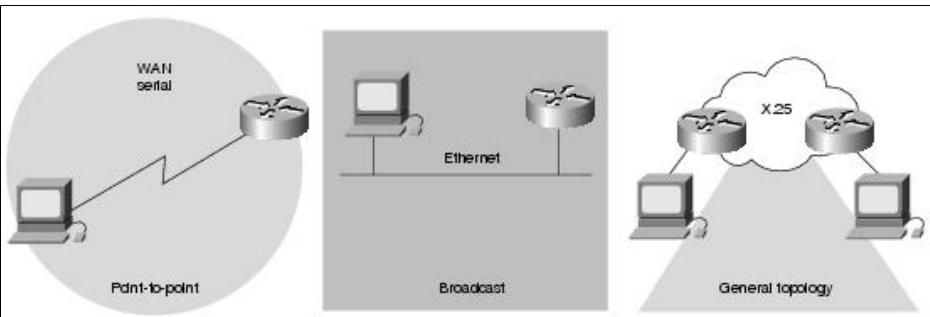 WAN
serial
Point-to-point
Ethernet
Broadcast
X.25
General topology